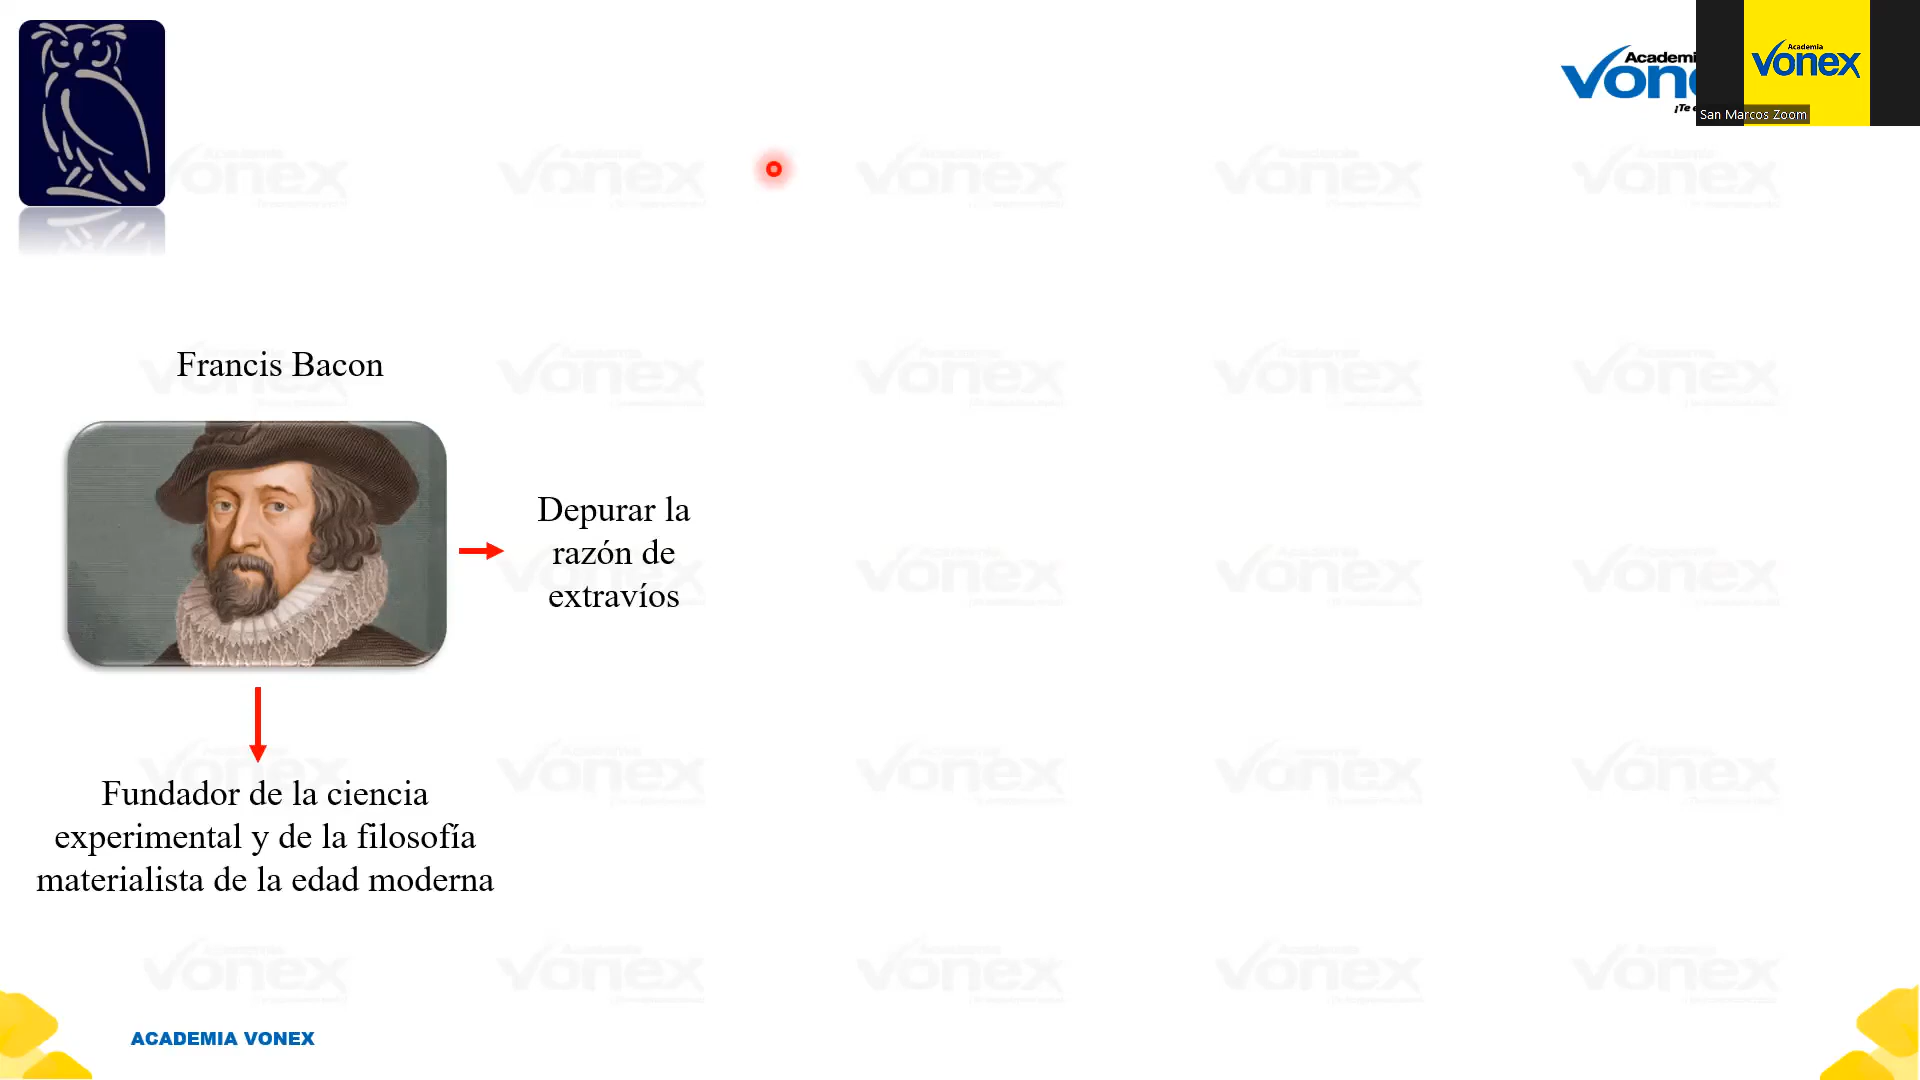 Academia
vonex
San Marcos Zoom
Francis Bacon
Depurar la
razón de
extravíos
Fundador de la ciencia
experimental y de la filosofía
materialista de la edad moderna
ACADEMIA VONEX